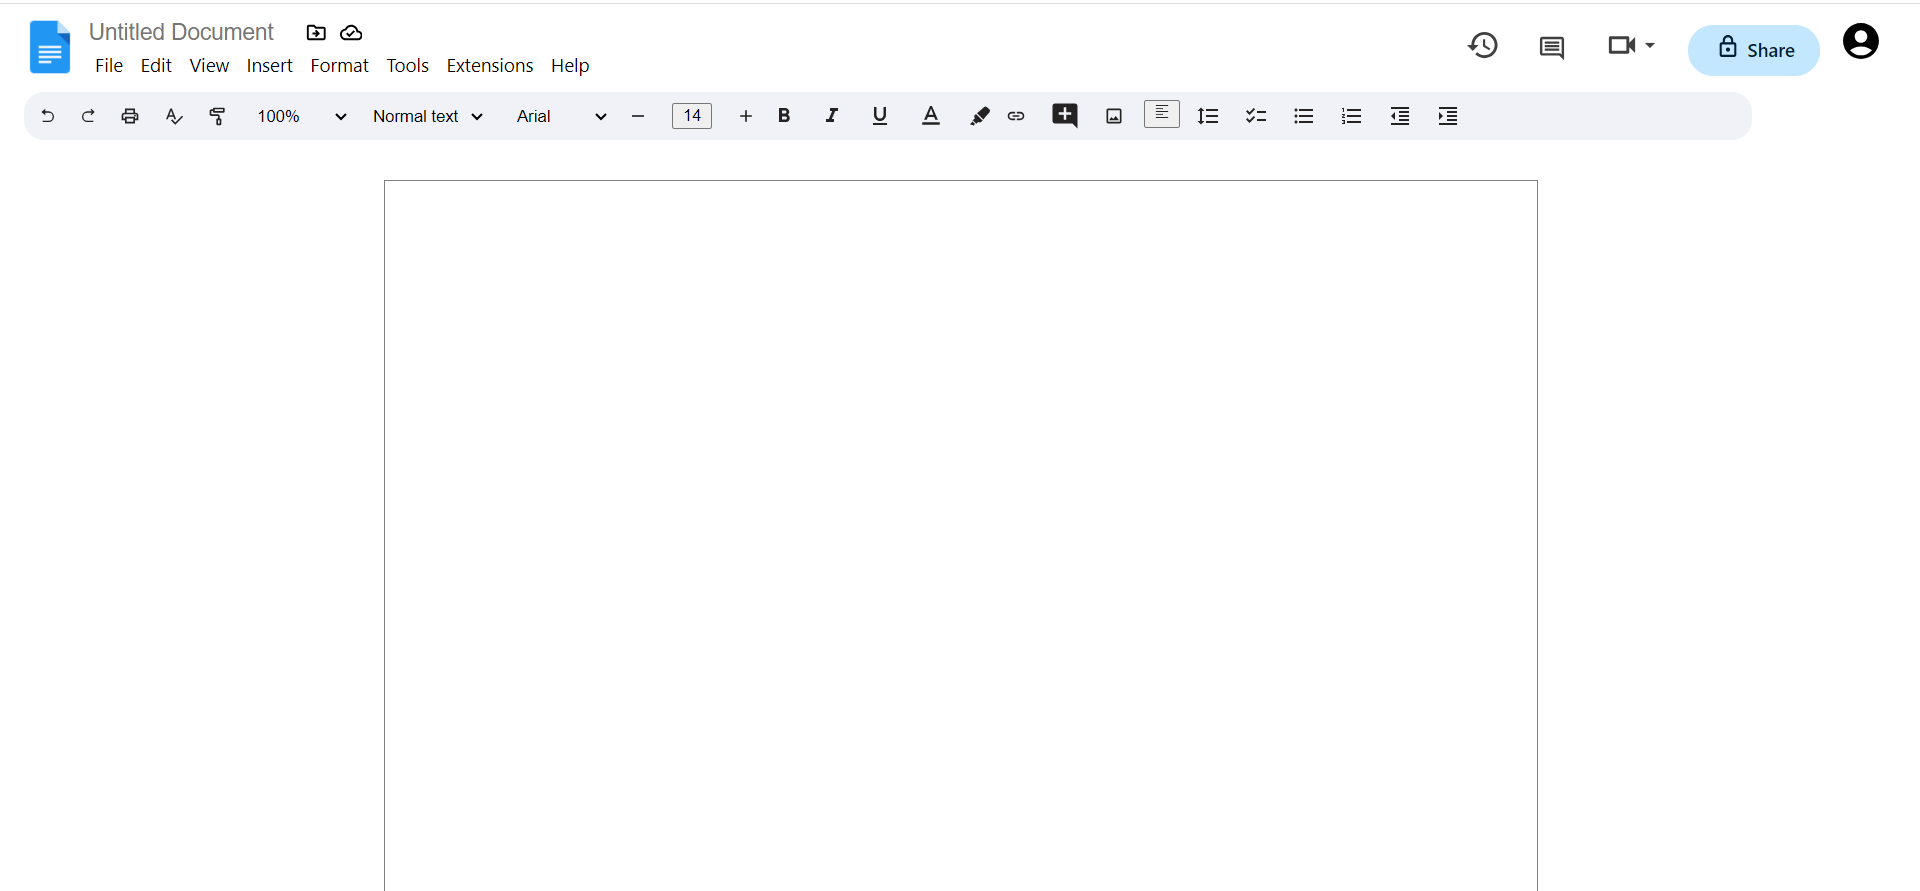 Untitled Document
File Edit View Insert Format Tools Extensions Help
Share
100% Normal text Arial 14 B I U A